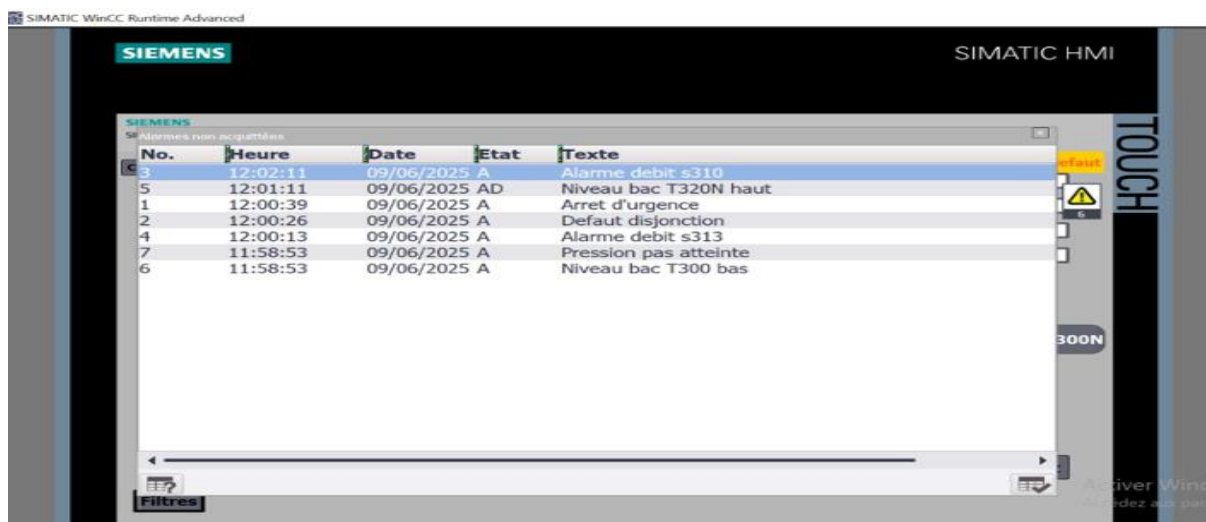 SIMATIC WinCC Runtime Advanced
SIEMENS
SIMATIC HMI
TOUCH
SIEMENS
Alarmes non acquittées
No. Heure Date Etat Texte
3 12:02:11 09/06/2025 A Alarme debit s310
5 12:01:11 09/06/2025 AD Niveau bac T320N haut
1 12:00:39 09/06/2025 A Arret d'urgence
2 12:00:26 09/06/2025 A Defaut disjonction
4 12:00:13 09/06/2025 A Alarme debit s313
7 11:58:53 09/06/2025 A Pression pas atteinte
6 11:58:53 09/06/2025 A Niveau bac T300 bas
efaut
6
300N
?
Filtres